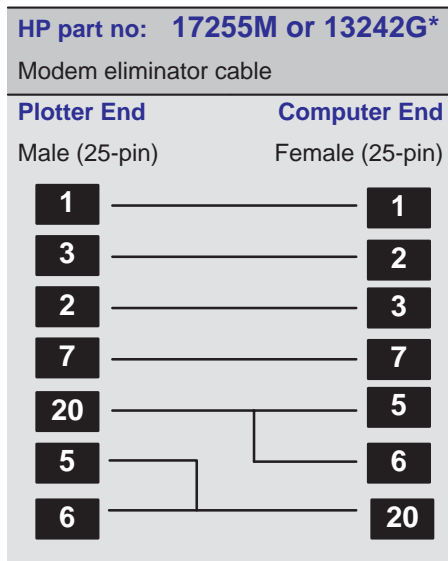 HP part no: 17255M or 13242G*
Modem eliminator cable
Plotter End Computer End
Male (25-pin) Female (25-pin)
1 1
3 2
2 3
7 7
20 5
5 6
6 20